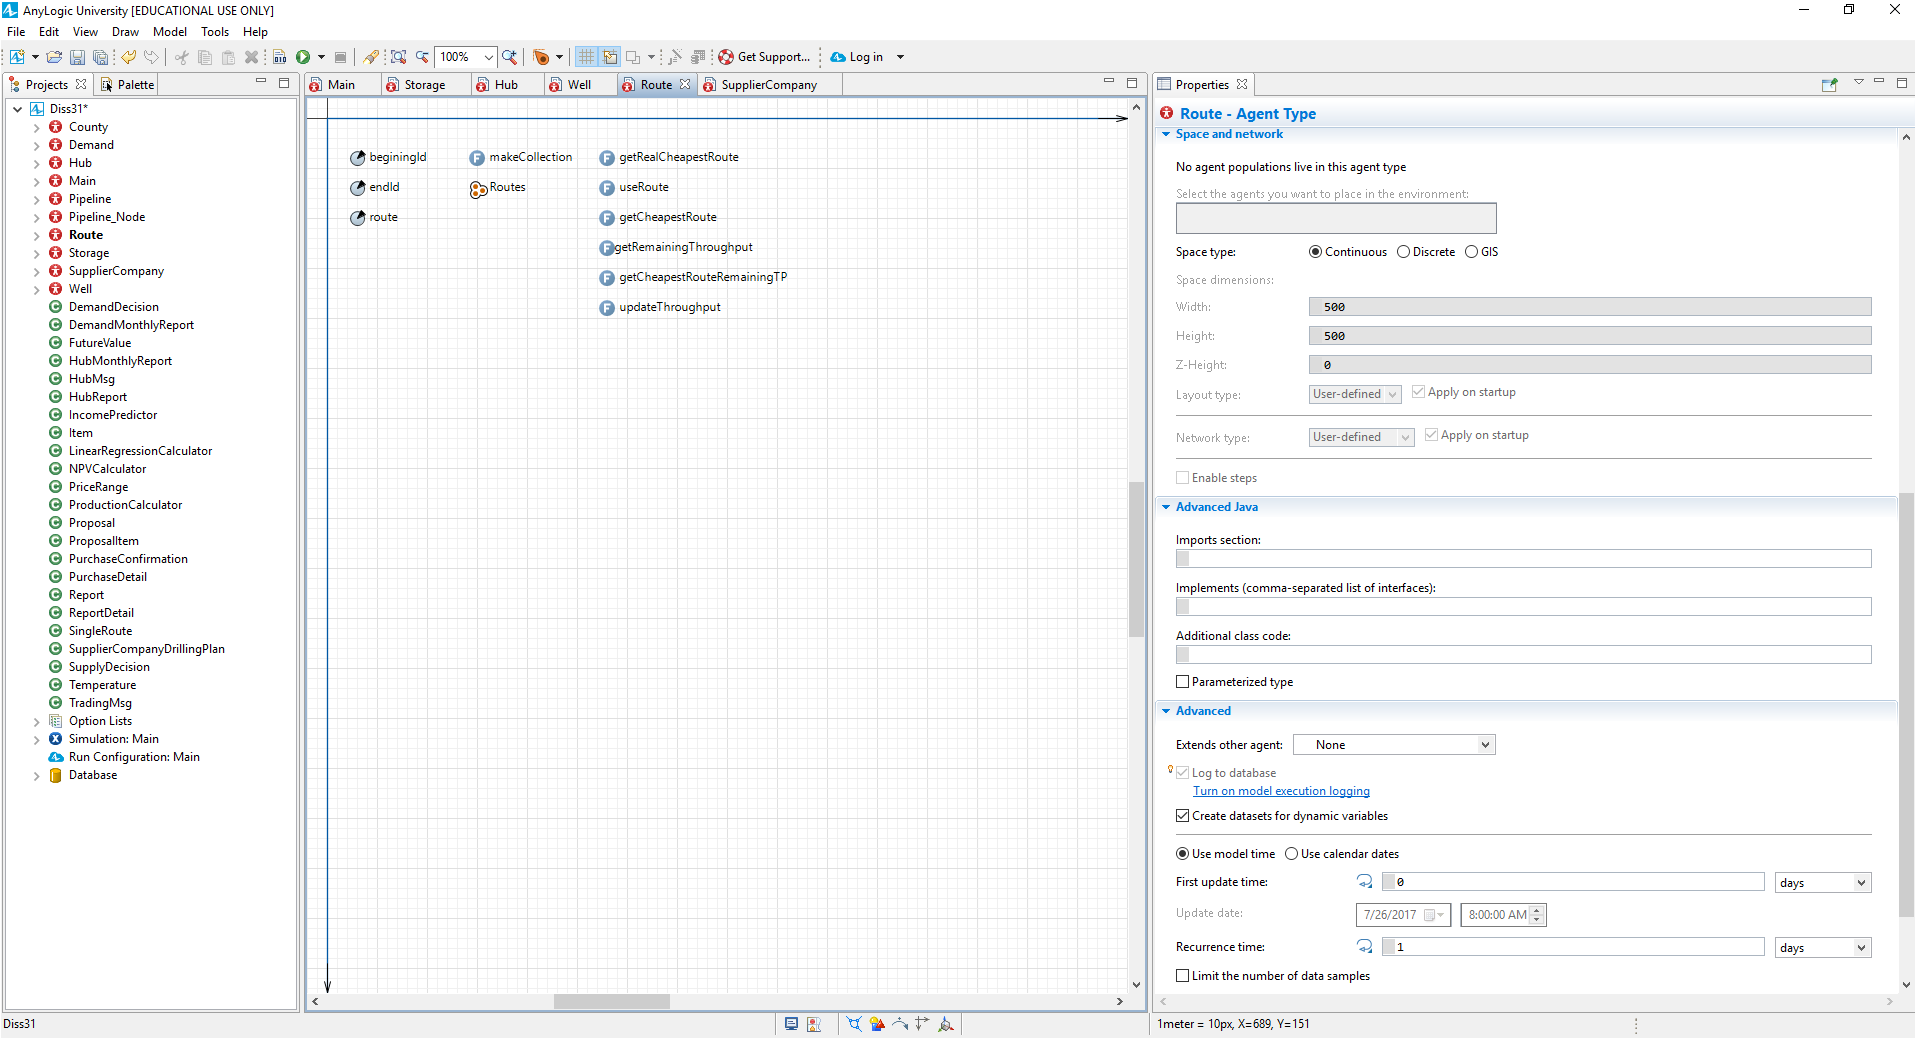 AnyLogic University [EDUCATIONAL USE ONLY]
File Edit View Draw Model Tools Help
100% Get Support... Log in
Projects Palette
Diss31*
County
Demand
Hub
Main
Pipeline
Pipeline_Node
Route
Storage
SupplierCompany
Well
DemandDecision
DemandMonthlyReport
FutureValue
HubMonthlyReport
HubMsg
HubReport
IncomePredictor
Item
LinearRegressionCalculator
NPVCalculator
PriceRange
ProductionCalculator
Proposal
ProposalItem
PurchaseConfirmation
PurchaseDetail
Report
ReportDetail
SingleRoute
SupplierCompanyDrillingPlan
SupplyDecision
Temperature
TradingMsg
Option Lists
Simulation: Main
Run Configuration: Main
Database
Main Storage Hub Well Route SupplierCompany
beginingId makeCollection getRealCheapestRoute
endId Routes useRoute
route getCheapestRoute
getRemainingThroughput
getCheapestRouteRemainingTP
updateThroughput
Properties
Route - Agent Type
Space and network
No agent populations live in this agent type
Select the agents you want to place in the environment:
Space type: Continuous Discrete GIS
Space dimensions:
Width: 500
Height: 500
Z-Height: 0
Layout type: User-defined Apply on startup
Network type: User-defined Apply on startup
Enable steps
Advanced Java
Imports section:
Implements (comma-separated list of interfaces):
Additional class code:
Parameterized type
Advanced
Extends other agent: None
Log to database
Turn on model execution logging
Create datasets for dynamic variables
Use model time Use calendar dates
First update time: 0 days
Update date: 7/26/2017 8:00:00 AM
Recurrence time: 1 days
Limit the number of data samples
Diss31
1meter = 10px, X=689, Y=151